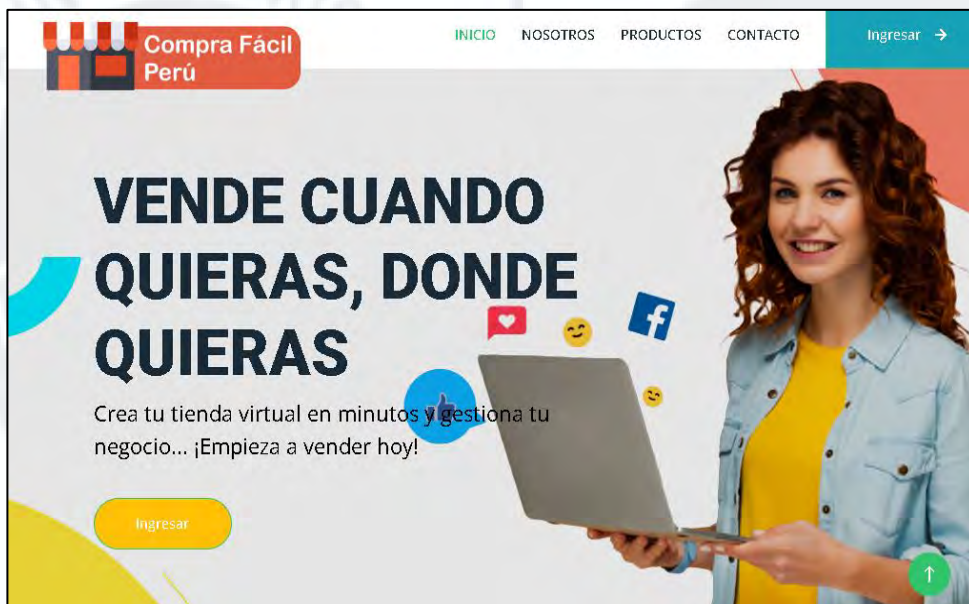 Compra Fácil
Perú
INICIO NOSOTROS PRODUCTOS CONTACTO Ingresar →
VENDE CUANDO
QUIERAS, DONDE
QUIERAS
Crea tu tienda virtual en minutos y gestiona tu
negocio... ¡Empieza a vender hoy!
Ingresar